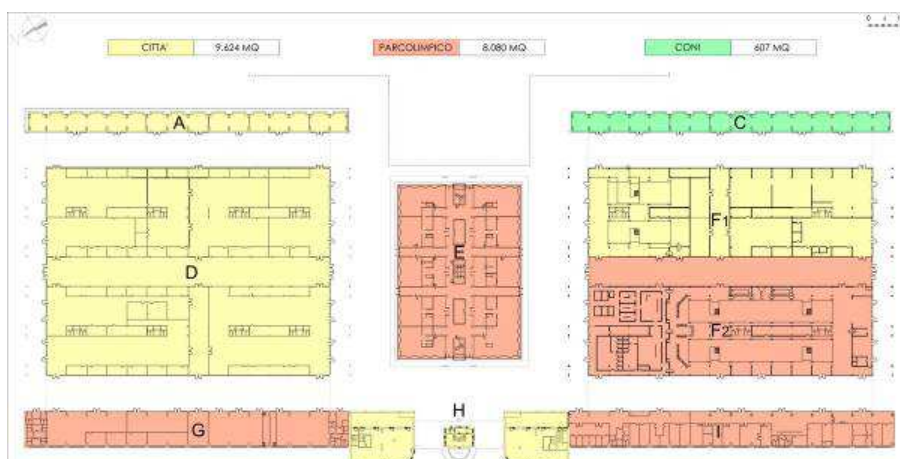 CITTA' 9.624 MQ PARCOLIMPICO 8.080 MQ CONI 607 MQ
A C
F1
E
D
F2
H
G I